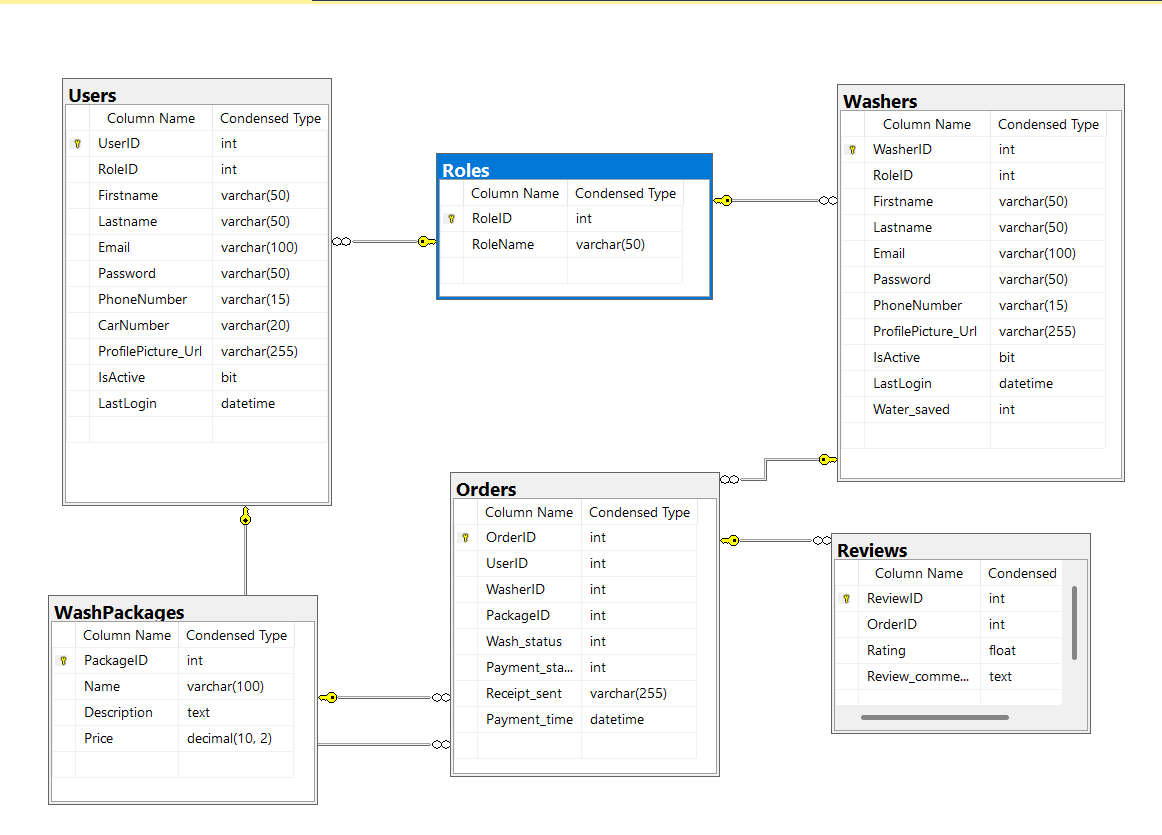 Users
Column Name Condensed Type
UserID int
RoleID int
Firstname varchar(50)
Lastname varchar(50)
Email varchar(100)
Password varchar(50)
PhoneNumber varchar(15)
CarNumber varchar(20)
ProfilePicture_Url varchar(255)
IsActive bit
LastLogin datetime
Roles
Column Name Condensed Type
RoleID int
RoleName varchar(50)
Washers
Column Name Condensed Type
WasherID int
RoleID int
Firstname varchar(50)
Lastname varchar(50)
Email varchar(100)
Password varchar(50)
PhoneNumber varchar(15)
ProfilePicture_Url varchar(255)
IsActive bit
LastLogin datetime
Water_saved int
WashPackages
Column Name Condensed Type
PackageID int
Name varchar(100)
Description text
Price decimal(10, 2)
Orders
Column Name Condensed Type
OrderID int
UserID int
WasherID int
PackageID int
Wash_status int
Payment_sta... int
Receipt_sent varchar(255)
Payment_time datetime
Reviews
Column Name Condensed
ReviewID int
OrderID int
Rating float
Review_comme... text